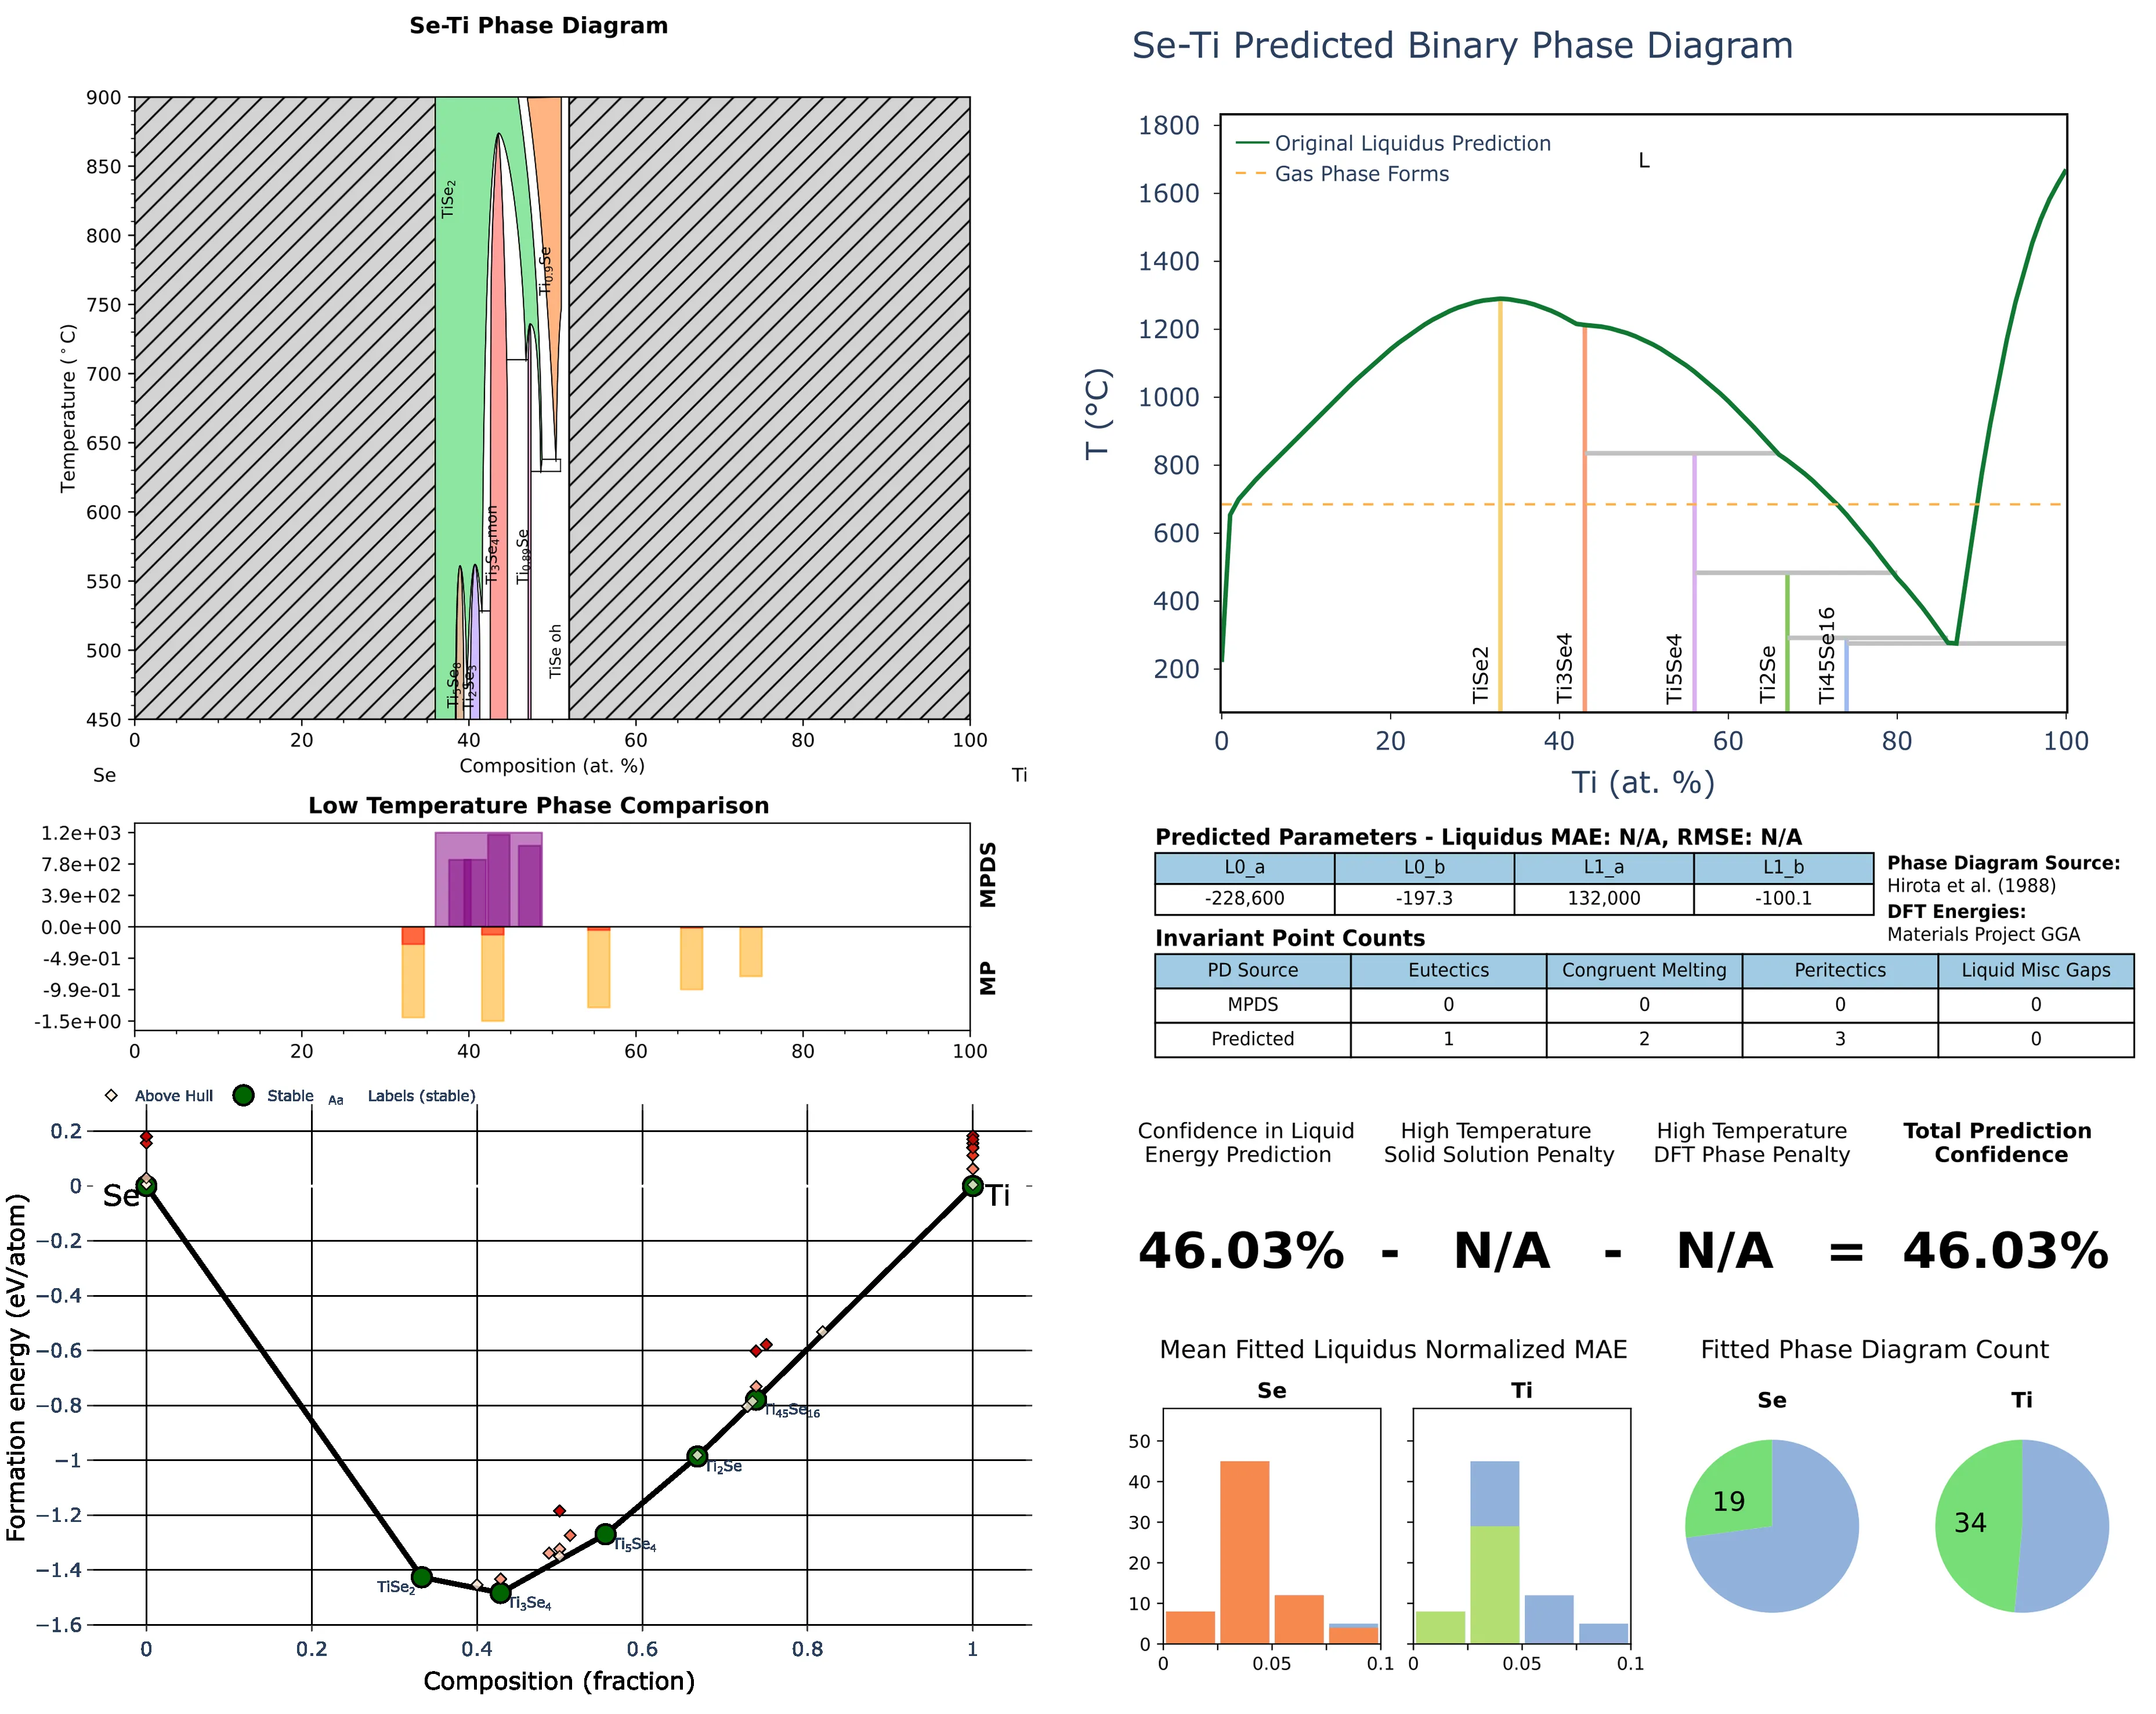 Se-Ti Phase Diagram
900
850
800
750
700
650
600
550
500
450
Temperature (°C)
TiSe₂
Ti₅Se₈
Ti₂Se₃
Ti₃Se₄mon
Ti₀.₈₉Se
Ti₀.₉Se
TiSe oh
0 20 40 60 80 100
Composition (at. %)
Se Ti
Low Temperature Phase Comparison
1.2e+03
7.8e+02
3.9e+02
0.0e+00
-4.9e-01
-9.9e-01
-1.5e+00
MPDS
MP
0 20 40 60 80 100
Above Hull Stable Aa Labels (stable)
0.2
0
−0.2
−0.4
−0.6
−0.8
−1
−1.2
−1.4
−1.6
Formation energy (eV/atom)
Se
Ti
TiSe₂
Ti₃Se₄
Ti₅Se₄
Ti₂Se
Ti₄₅Se₁₆
0 0.2 0.4 0.6 0.8 1
Composition (fraction)
Se-Ti Predicted Binary Phase Diagram
1800
1600
1400
1200
1000
800
600
400
200
T (°C)
Original Liquidus Prediction
Gas Phase Forms
L
TiSe2
Ti3Se4
Ti5Se4
Ti2Se
Ti45Se16
0 20 40 60 80 100
Ti (at. %)
Predicted Parameters - Liquidus MAE: N/A, RMSE: N/A
L0_a L0_b L1_a L1_b
-228,600 -197.3 132,000 -100.1
Phase Diagram Source:
Hirota et al. (1988)
DFT Energies:
Materials Project GGA
Invariant Point Counts
PD Source Eutectics Congruent Melting Peritectics Liquid Misc Gaps
MPDS 0 0 0 0
Predicted 1 2 3 0
Confidence in Liquid
Energy Prediction
High Temperature
Solid Solution Penalty
High Temperature
DFT Phase Penalty
Total Prediction
Confidence
46.03% - N/A - N/A = 46.03%
Mean Fitted Liquidus Normalized MAE
Se
Ti
50
40
30
20
10
0
0 0.05 0.1
0 0.05 0.1
Fitted Phase Diagram Count
Se
Ti
19
34